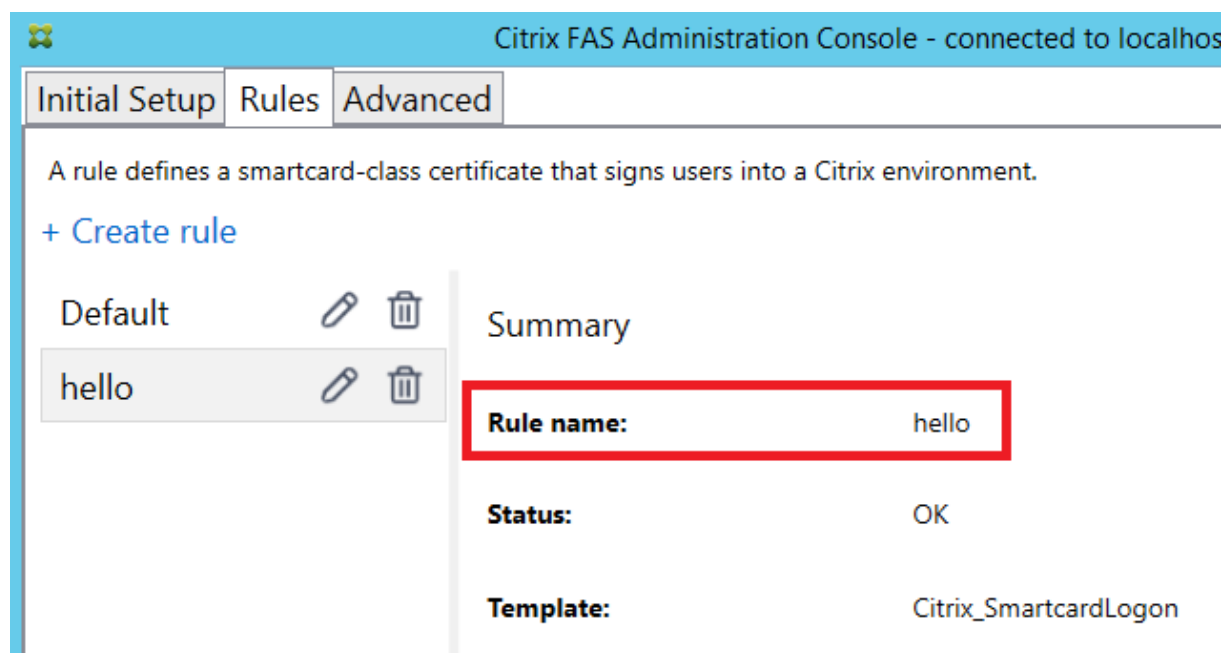 Citrix FAS Administration Console - connected to localhos
Initial Setup Rules Advanced
A rule defines a smartcard-class certificate that signs users into a Citrix environment.
+ Create rule
Default
hello
Summary
Rule name: hello
Status: OK
Template: Citrix_SmartcardLogon